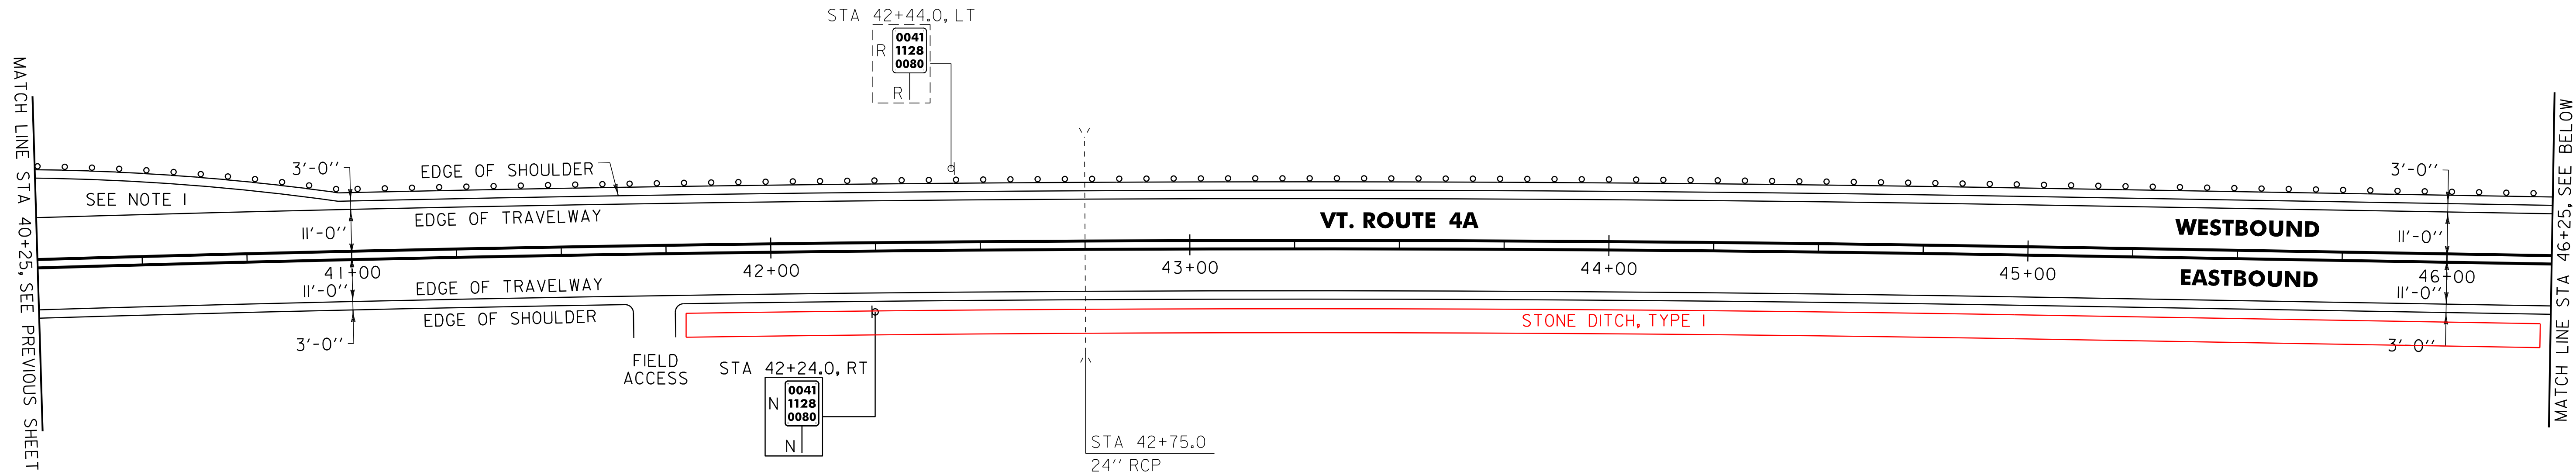 STA 42+44.0, LT
R
0041
1128
0080
R
MATCH LINE STA 40+25, SEE PREVIOUS SHEET
3'-0"
EDGE OF SHOULDER
SEE NOTE 1
EDGE OF TRAVELWAY
11'-0"
VT. ROUTE 4A
WESTBOUND
3'-0"
11'-0"
MATCH LINE STA 46+25, SEE BELOW
41+00
42+00
43+00
44+00
45+00
46+00
11'-0"
EDGE OF TRAVELWAY
EASTBOUND
11'-0"
EDGE OF SHOULDER
3'-0"
STONE DITCH, TYPE I
3'-0"
FIELD
ACCESS
STA 42+24.0, RT
N
0041
1128
0080
N
STA 42+75.0
24" RCP